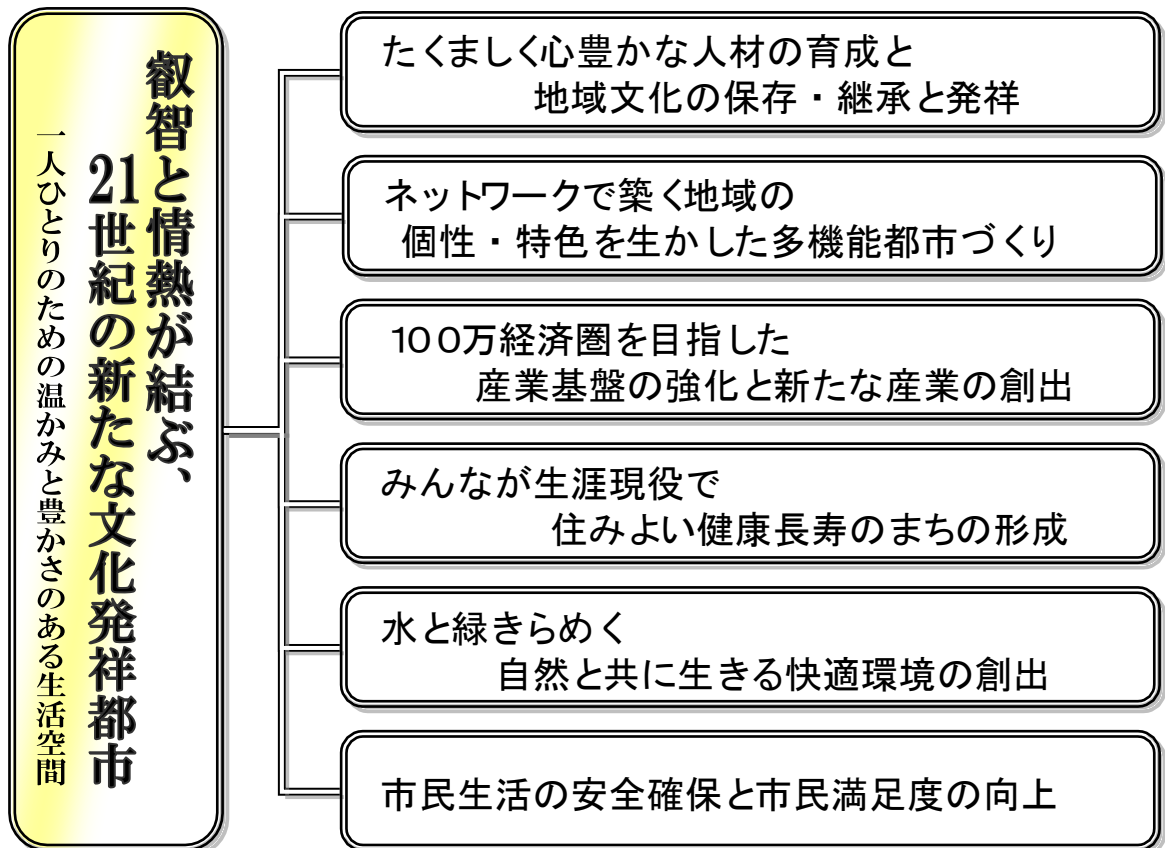 叡智と情熱が結ぶ、
21世紀の新たな文化発祥都市
一人ひとりのための温かみと豊かさのある生活空間
たくましく心豊かな人材の育成と
地域文化の保存・継承と発祥
ネットワークで築く地域の
個性・特色を生かした多機能都市づくり
100万経済圏を目指した
産業基盤の強化と新たな産業の創出
みんなが生涯現役で
住みよい健康長寿のまちの形成
水と緑きらめく
自然と共に生きる快適環境の創出
市民生活の安全確保と市民満足度の向上